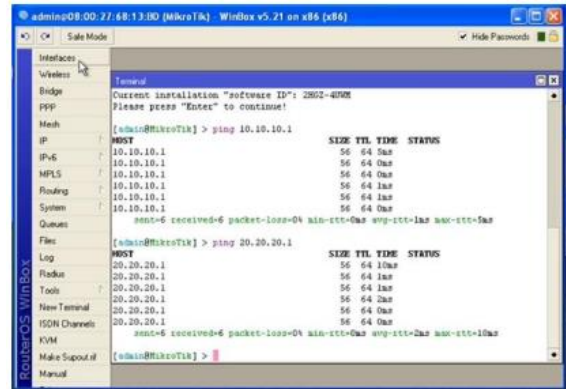 admin@08:00:27:68:13:BD (MikroTik) - WinBox v5.21 on x86 (x86)
Safe Mode
Hide Passwords
Interfaces
Wireless
Bridge
PPP
Mesh
IP
IPv6
MPLS
Routing
System
Queues
Files
Log
Radius
Tools
New Terminal
ISDN Channels
KVM
Make Supout.rif
Manual
RouterOS WinBox
Terminal
Current installation "software ID": 2HGZ-4UWM
Please press "Enter" to continue!
[admin@MikroTik] > ping 10.10.10.1
HOST SIZE TTL TIME STATUS
10.10.10.1 56 64 5ms
10.10.10.1 56 64 0ms
10.10.10.1 56 64 0ms
10.10.10.1 56 64 1ms
10.10.10.1 56 64 1ms
10.10.10.1 56 64 0ms
sent=6 received=6 packet-loss=0% min-rtt=0ms avg-rtt=1ms max-rtt=5ms
[admin@MikroTik] > ping 20.20.20.1
HOST SIZE TTL TIME STATUS
20.20.20.1 56 64 10ms
20.20.20.1 56 64 1ms
20.20.20.1 56 64 1ms
20.20.20.1 56 64 2ms
20.20.20.1 56 64 0ms
20.20.20.1 56 64 0ms
sent=6 received=6 packet-loss=0% min-rtt=0ms avg-rtt=2ms max-rtt=10ms
[admin@MikroTik] >